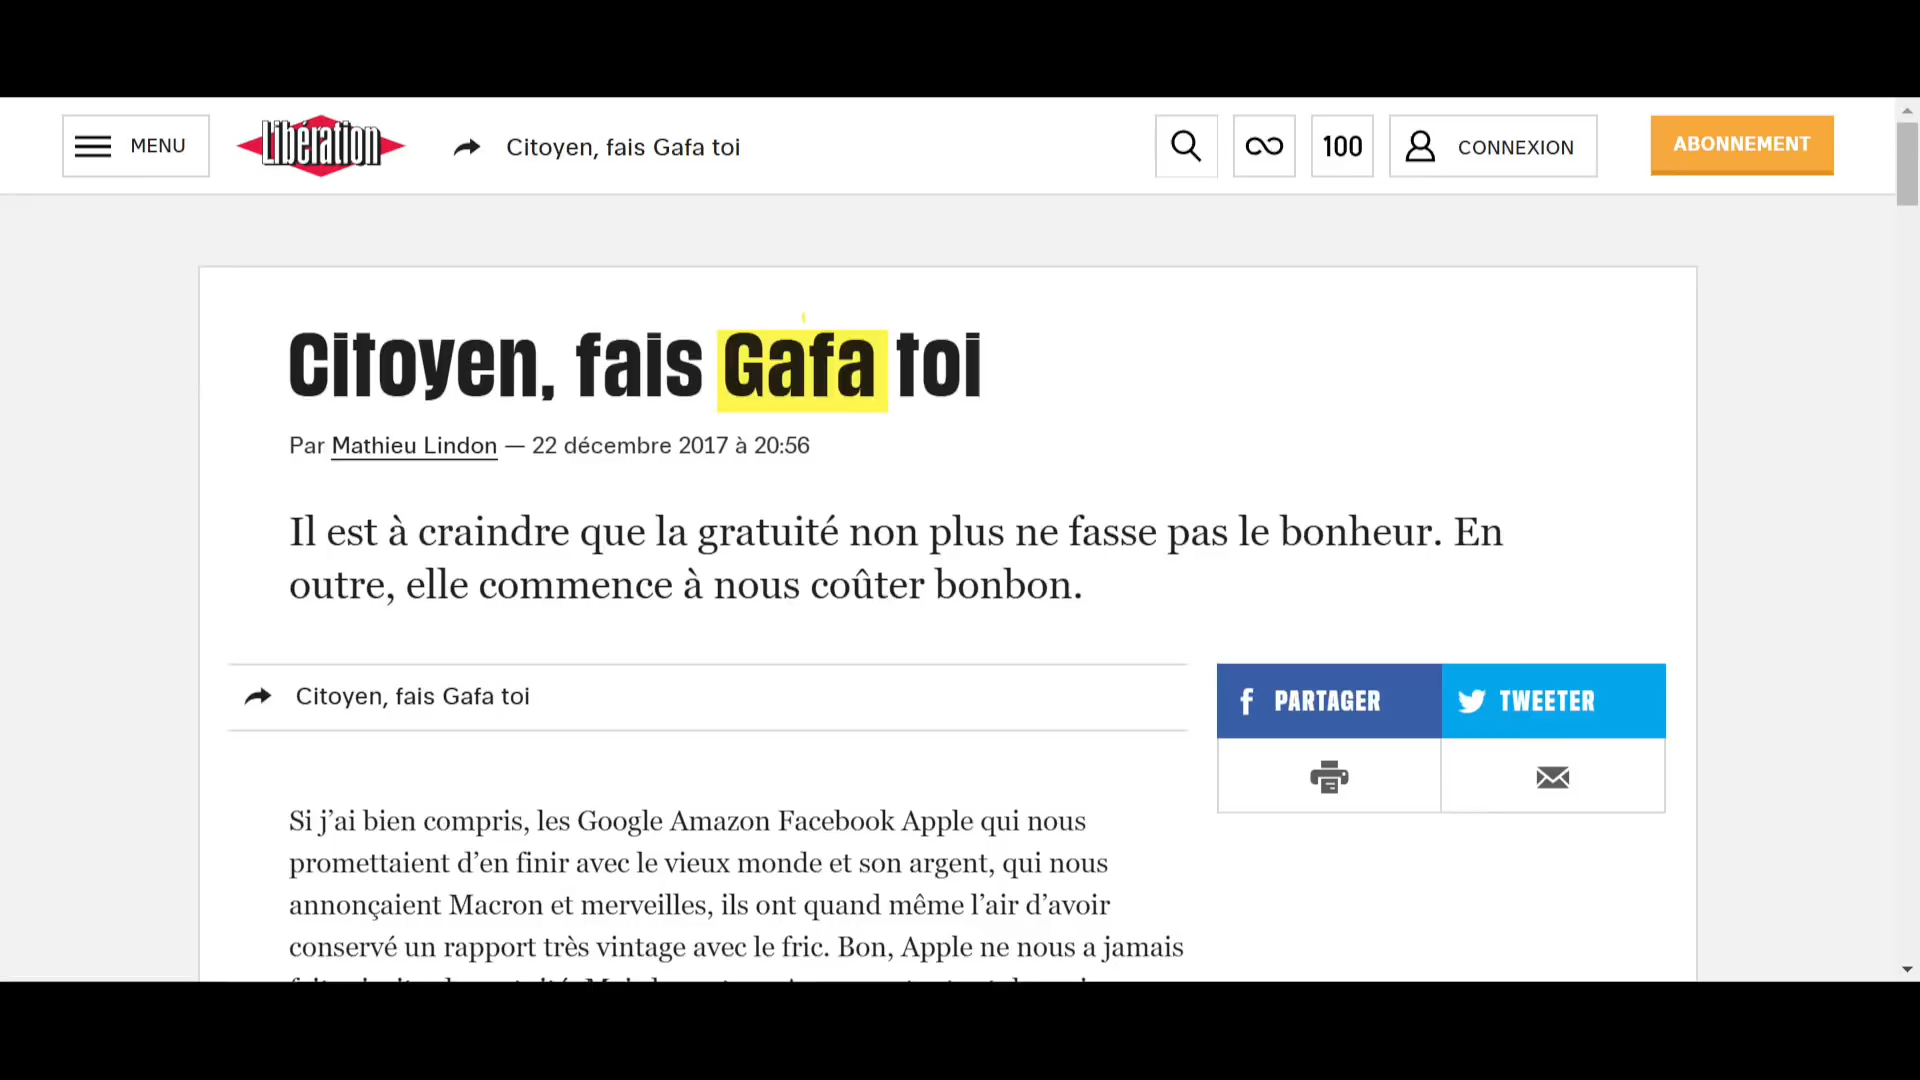 MENU
Libération
Citoyen, fais Gafa toi
100
CONNEXION
ABONNEMENT
Citoyen, fais Gafa toi
Par Mathieu Lindon — 22 décembre 2017 à 20:56
Il est à craindre que la gratuité non plus ne fasse pas le bonheur. En
outre, elle commence à nous coûter bonbon.
Citoyen, fais Gafa toi
PARTAGER
TWEETER
Si j’ai bien compris, les Google Amazon Facebook Apple qui nous
promettaient d’en finir avec le vieux monde et son argent, qui nous
annonçaient Macron et merveilles, ils ont quand même l’air d’avoir
conservé un rapport très vintage avec le fric. Bon, Apple ne nous a jamais